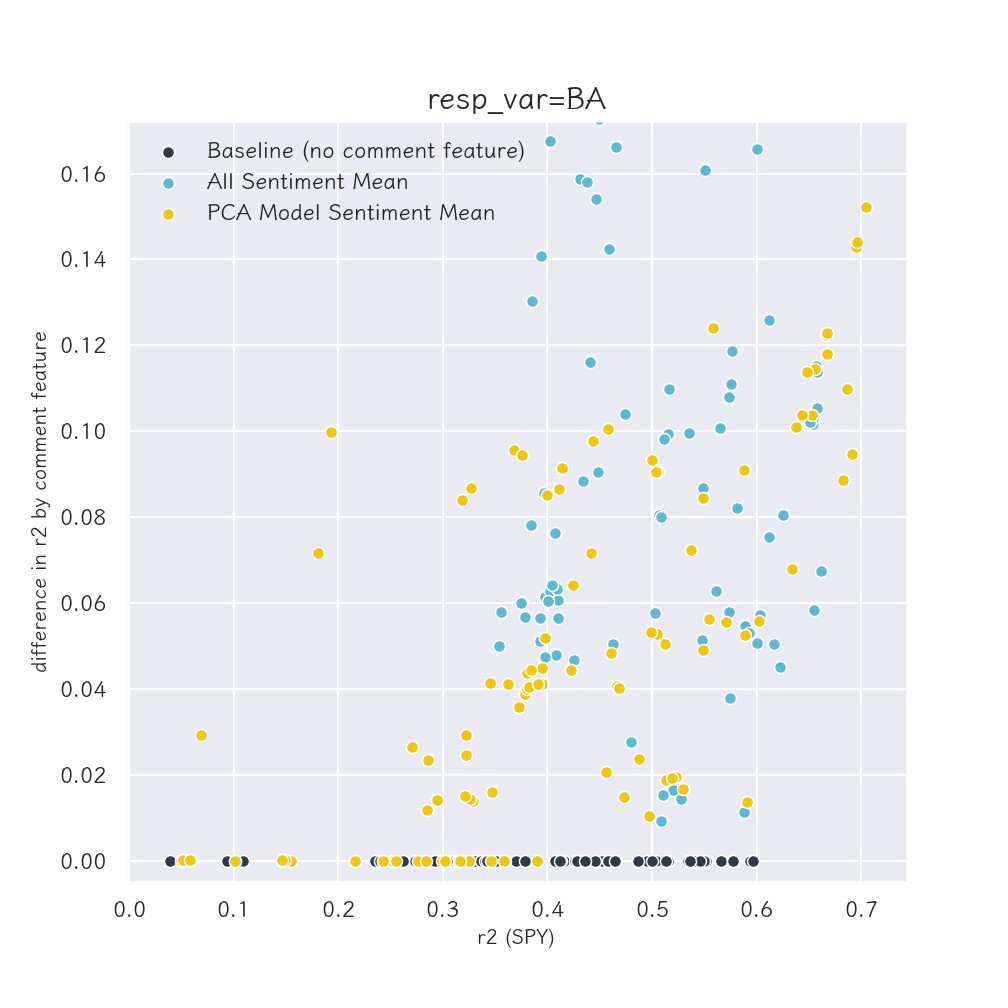 resp_var=BA
Baseline (no comment feature)
All Sentiment Mean
PCA Model Sentiment Mean
difference in r2 by comment feature
0.16
0.14
0.12
0.10
0.08
0.06
0.04
0.02
0.00
0.0 0.1 0.2 0.3 0.4 0.5 0.6 0.7
r2 (SPY)